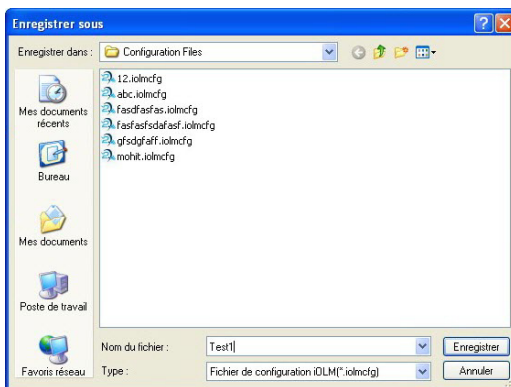 Enregistrer sous
Enregistrer dans :
Configuration Files
Mes documents
récents
Bureau
Mes documents
Poste de travail
Favoris réseau
12.iolmcfg
abc.iolmcfg
fasdfasfas.iolmcfg
fasfasfsdafasf.iolmcfg
gfsdgfaff.iolmcfg
mohit.iolmcfg
Nom du fichier :
Test1
Enregistrer
Type :
Fichier de configuration iOLM(*.iolmcfg)
Annuler